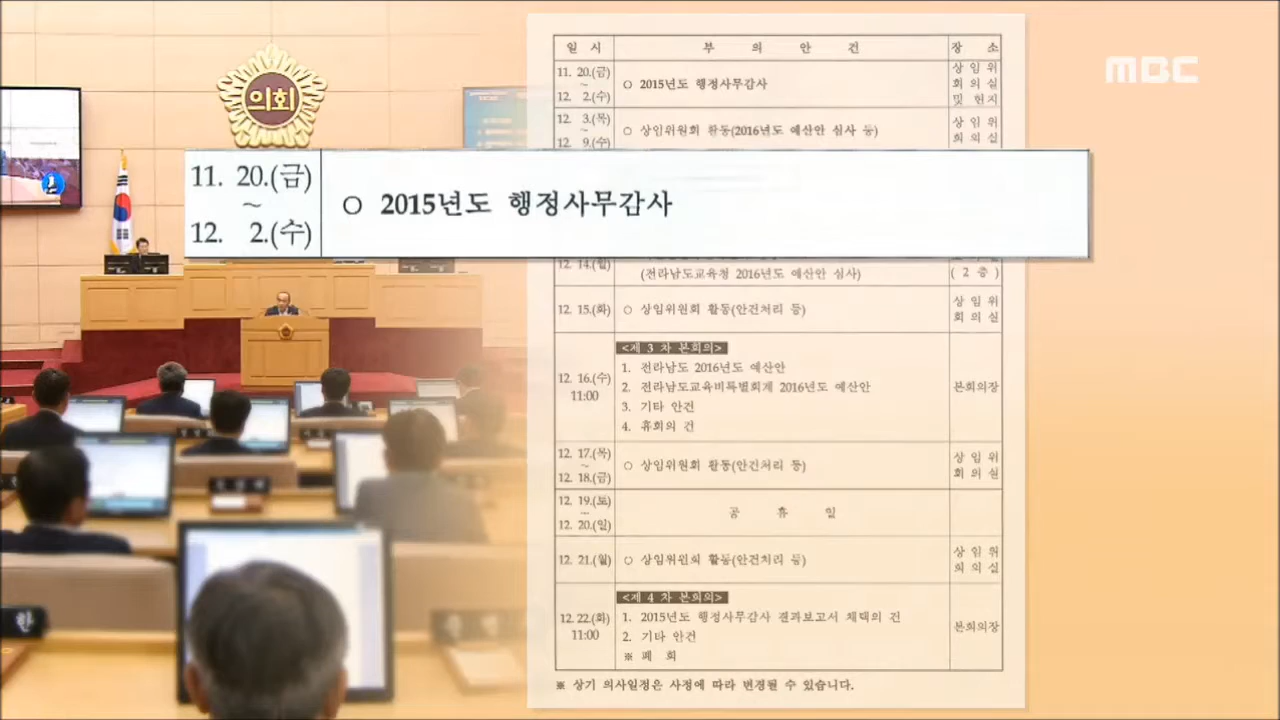 MBC
의회
일 시 부 의 안 건 장 소
11. 20.(금)
~
12. 2.(수)
○ 2015년도 행정사무감사
상 임 위
회 의 실
및 현지
12. 3.(목)
~
12. 9.(수)
○ 상임위원회 활동(2016년도 예산안 심사 등)
상 임 위
회 의 실
11. 20.(금)
~
12. 2.(수)
○ 2015년도 행정사무감사
12. 14.(월)
(전라남도교육청 2016년도 예산안 심사)
( 2 층 )
12. 15.(화)
○ 상임위원회 활동(안건처리 등)
상 임 위
회 의 실
12. 16.(수)
11:00
<제 3 차 본회의>
1. 전라남도 2016년도 예산안
2. 전라남도교육비특별회계 2016년도 예산안
3. 기타 안건
4. 휴회의 건
본회의장
12. 17.(목)
~
12. 18.(금)
○ 상임위원회 활동(안건처리 등)
상 임 위
회 의 실
12. 19.(토)
~
12. 20.(일)
공 휴 일
12. 21.(월)
○ 상임위원회 활동(안건처리 등)
상 임 위
회 의 실
12. 22.(화)
11:00
<제 4 차 본회의>
1. 2015년도 행정사무감사 결과보고서 채택의 건
2. 기타 안건
※ 폐 회
본회의장
※ 상기 의사일정은 사정에 따라 변경될 수 있습니다.